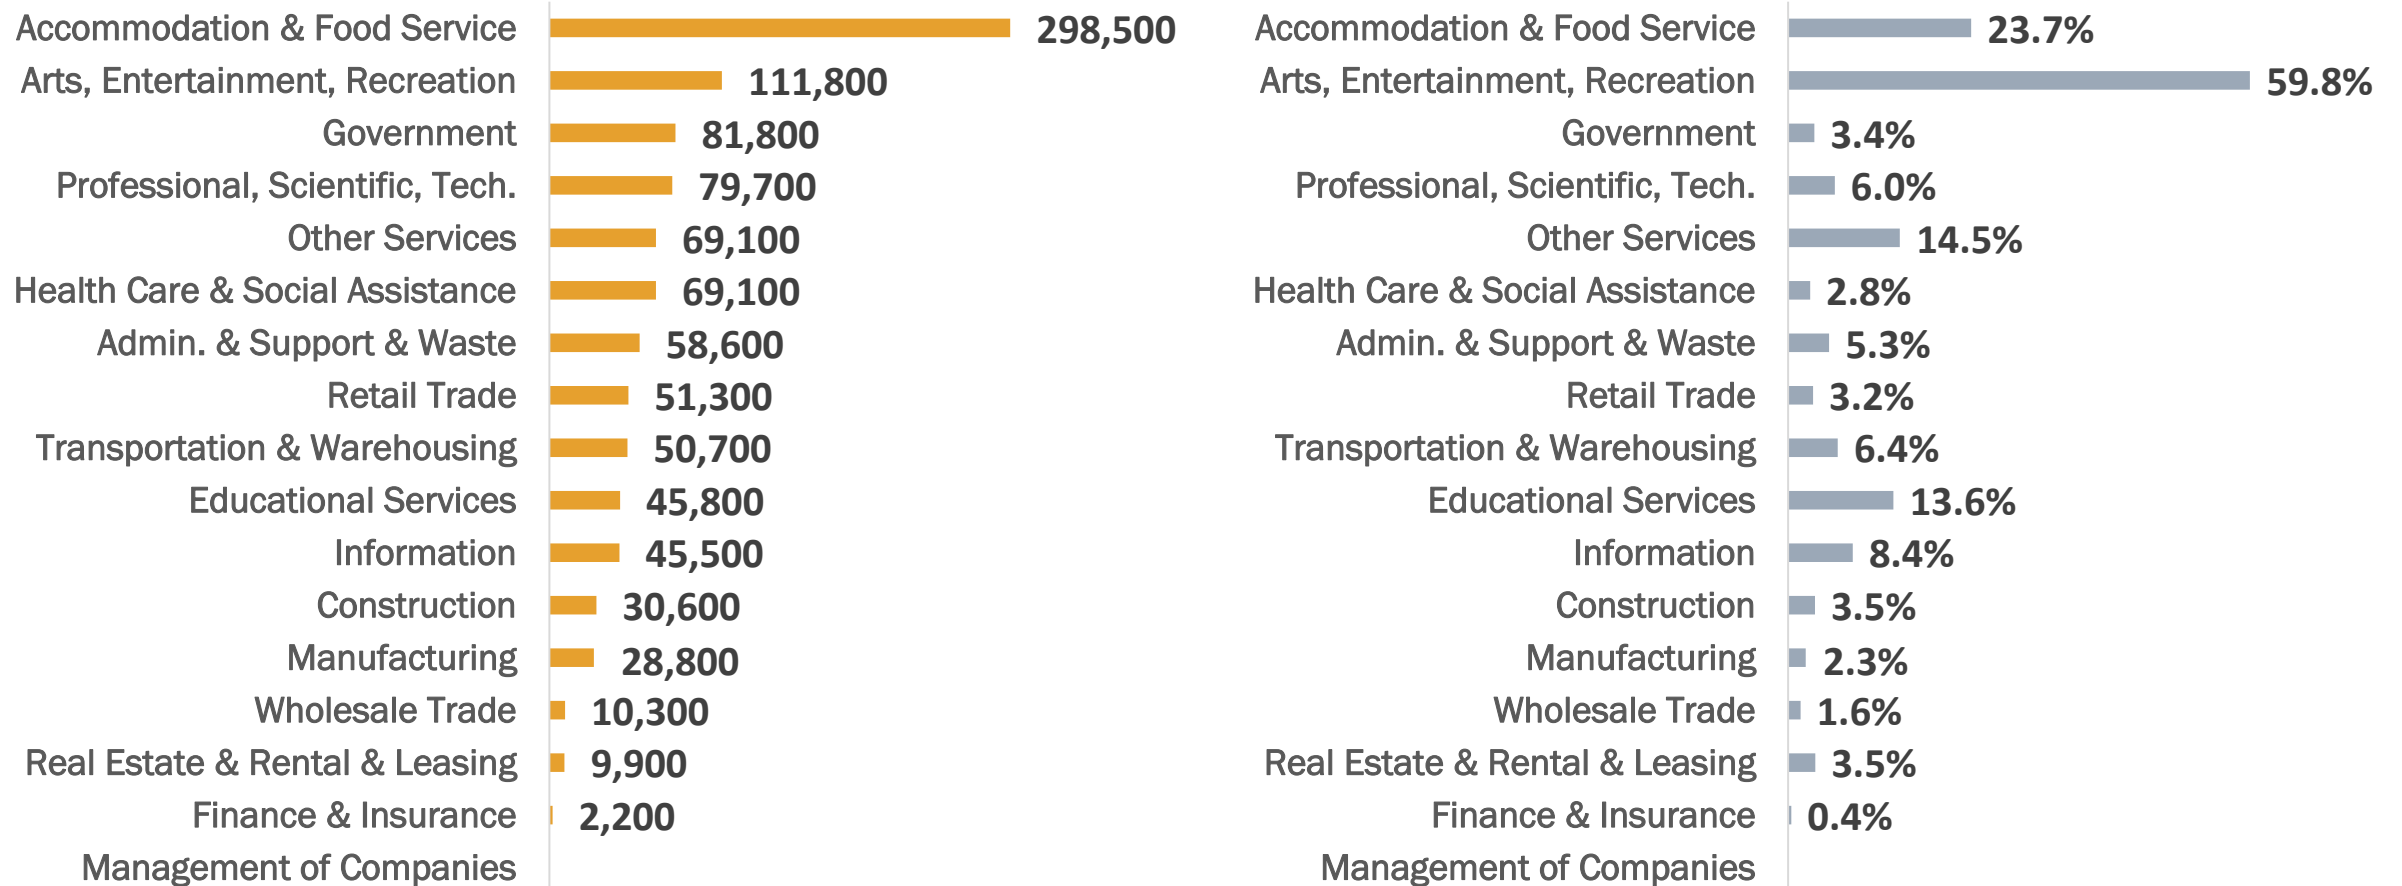 Accommodation & Food Service 298,500
Arts, Entertainment, Recreation 111,800
Government 81,800
Professional, Scientific, Tech. 79,700
Other Services 69,100
Health Care & Social Assistance 69,100
Admin. & Support & Waste 58,600
Retail Trade 51,300
Transportation & Warehousing 50,700
Educational Services 45,800
Information 45,500
Construction 30,600
Manufacturing 28,800
Wholesale Trade 10,300
Real Estate & Rental & Leasing 9,900
Finance & Insurance 2,200
Management of Companies
Accommodation & Food Service 23.7%
Arts, Entertainment, Recreation 59.8%
Government 3.4%
Professional, Scientific, Tech. 6.0%
Other Services 14.5%
Health Care & Social Assistance 2.8%
Admin. & Support & Waste 5.3%
Retail Trade 3.2%
Transportation & Warehousing 6.4%
Educational Services 13.6%
Information 8.4%
Construction 3.5%
Manufacturing 2.3%
Wholesale Trade 1.6%
Real Estate & Rental & Leasing 3.5%
Finance & Insurance 0.4%
Management of Companies